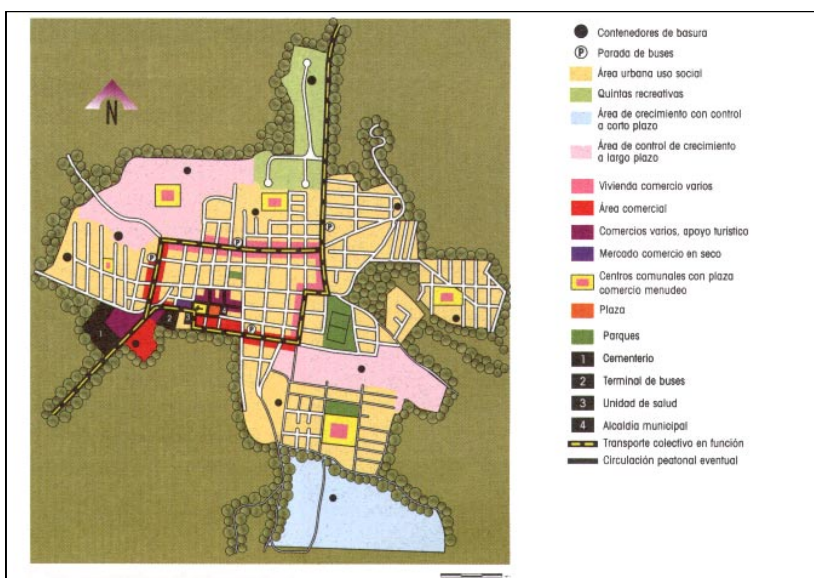 N
1
2
3
P
P
P
P
Contenedores de basura
P Parada de buses
Área urbana uso social
Quintas recreativas
Área de crecimiento con control
a corto plazo
Área de control de crecimiento
a largo plazo
Vivienda comercio varios
Área comercial
Comercios varios, apoyo turístico
Mercado comercio en seco
Centros comunales con plaza
comercio menudeo
Plaza
Parques
1 Cementerio
2 Terminal de buses
3 Unidad de salud
4 Alcaldía municipal
Transporte colectivo en función
Circulación peatonal eventual